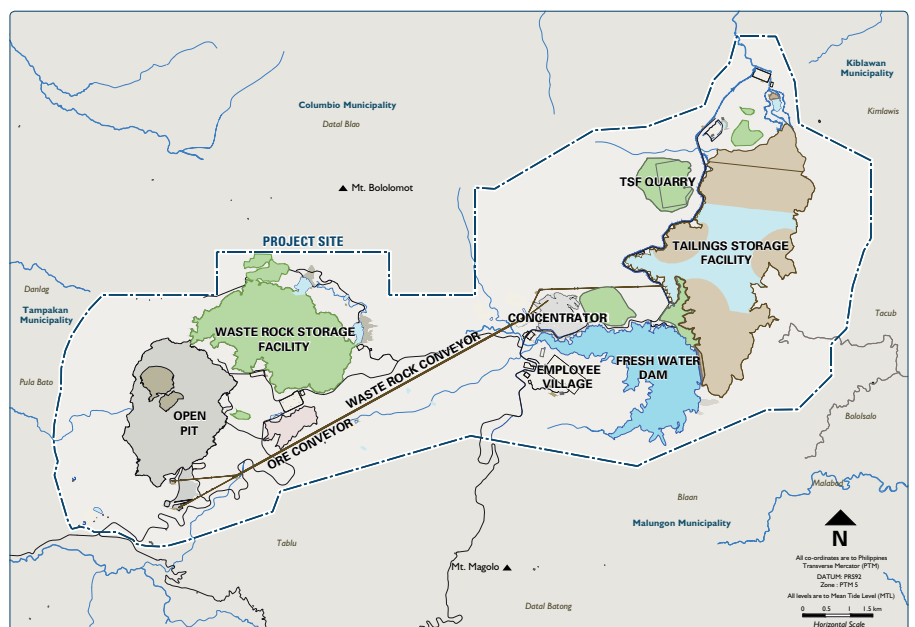 Kiblawan
Municipality
Columbio Municipality
Kimlawis
Datal Blao
TSF QUARRY
Mt. Bololomot
PROJECT SITE
TAILINGS STORAGE
FACILITY
Danlag
Tampakan
Municipality
Tacub
CONCENTRATOR
WASTE ROCK STORAGE
FACILITY
WASTE ROCK CONVEYOR
FRESH WATER
DAM
EMPLOYEE
VILLAGE
Pula Bato
OPEN
PIT
Bololsalo
ORE CONVEYOR
Malabod
Blaan
Malungon Municipality
Tablu
N
All co-ordinates are to Philippines
Transverse Mercator (PTM)
Mt. Magolo
DATUM: PRS92
Zone : PTM 5
All levels are to Mean Tide Level (MTL)
Datal Batong
0 0.5 1 1.5 km
Horizontal Scale